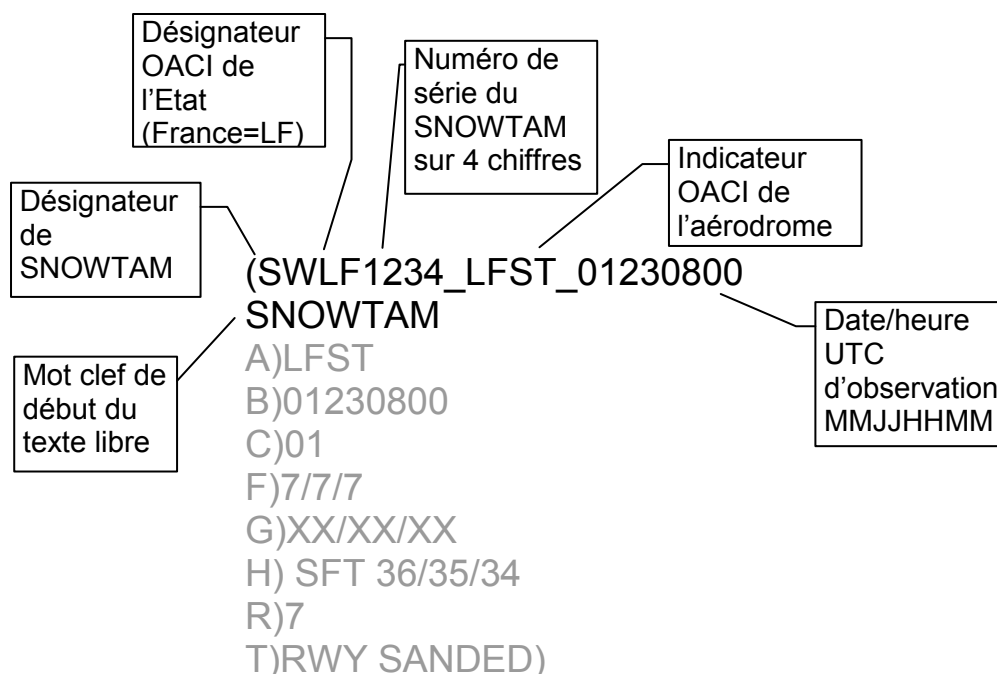 Désignateur
OACI de
l'Etat
(France=LF)
Numéro de
série du
SNOWTAM
sur 4 chiffres
Indicateur
OACI de
l'aérodrome
Désignateur
de
SNOWTAM
(SWLF1234_LFST_01230800
SNOWTAM
Date/heure
UTC
d'observation
MMJJHHMM
Mot clef de
début du
texte libre
A)LFST
B)01230800
C)01
F)7/7/7
G)XX/XX/XX
H) SFT 36/35/34
R)7
T)RWY SANDED)